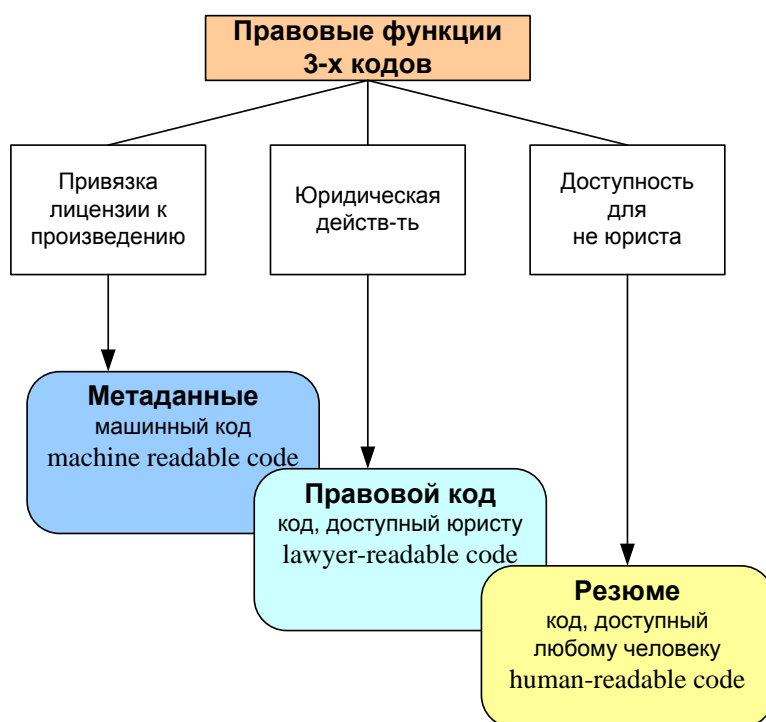 Правовые функции
3-х кодов
Привязка
лицензии к
произведению
Юридическая
действ-ть
Доступность
для
не юриста
Метаданные
машинный код
machine readable code
Правовой код
код, доступный юристу
lawyer-readable code
Резюме
код, доступный
любому человеку
human-readable code